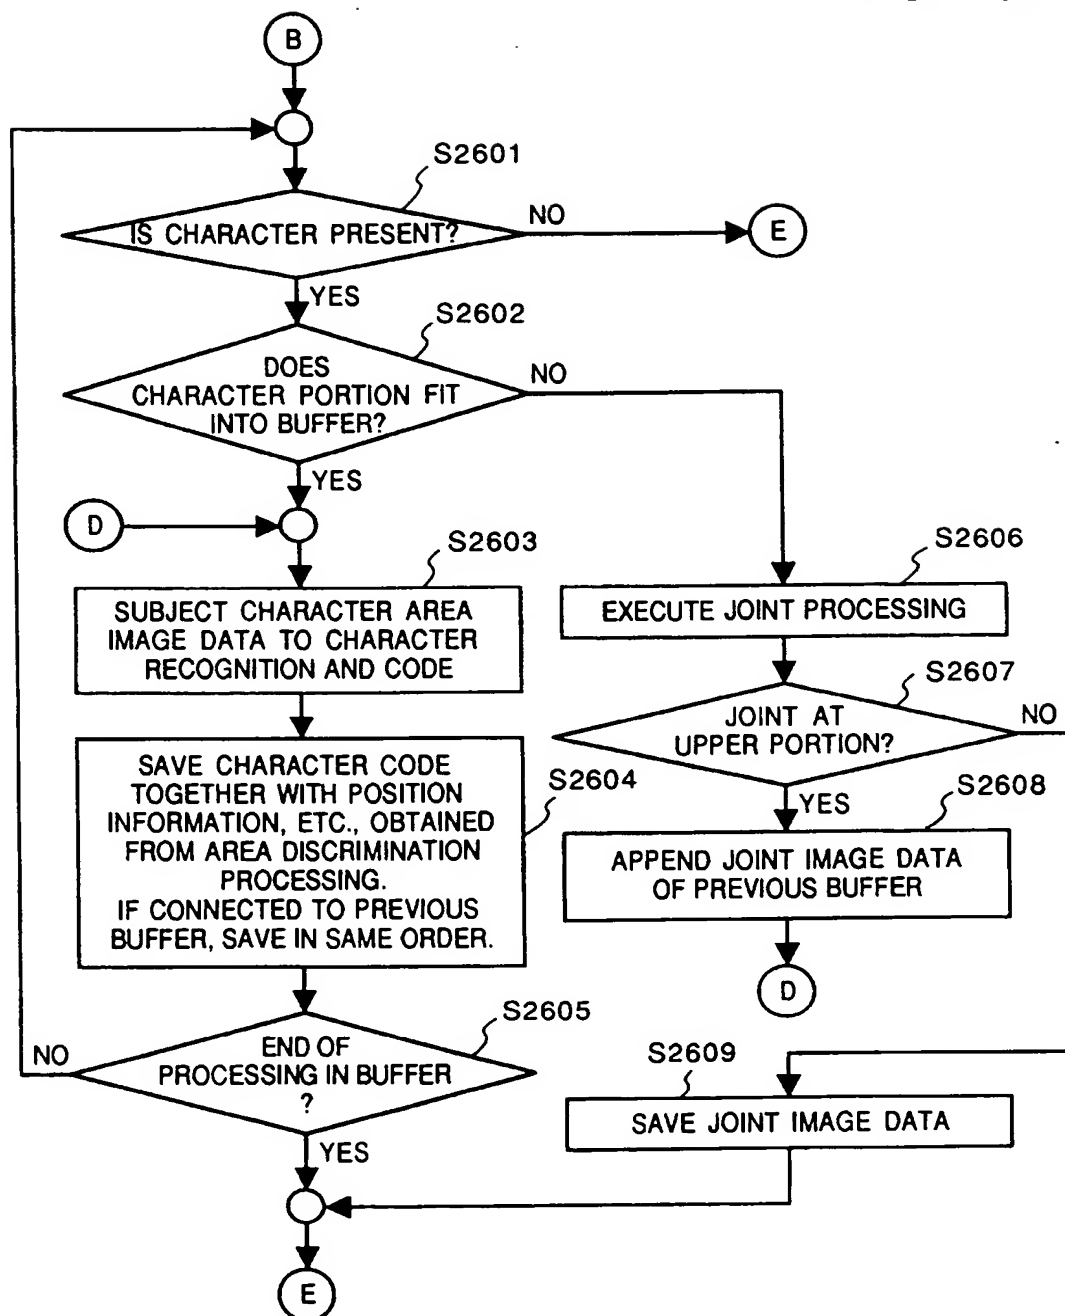 B
S2601
IS CHARACTER PRESENT?
NO
E
YES
S2602
DOES
CHARACTER PORTION FIT
INTO BUFFER?
NO
YES
D
S2603
SUBJECT CHARACTER AREA
IMAGE DATA TO CHARACTER
RECOGNITION AND CODE
S2606
EXECUTE JOINT PROCESSING
S2607
JOINT AT
UPPER PORTION?
NO
YES
S2604
SAVE CHARACTER CODE
TOGETHER WITH POSITION
INFORMATION, ETC., OBTAINED
FROM AREA DISCRIMINATION
PROCESSING.
IF CONNECTED TO PREVIOUS
BUFFER, SAVE IN SAME ORDER.
S2608
APPEND JOINT IMAGE DATA
OF PREVIOUS BUFFER
D
S2605
END OF
PROCESSING IN BUFFER
?
NO
YES
S2609
SAVE JOINT IMAGE DATA
E